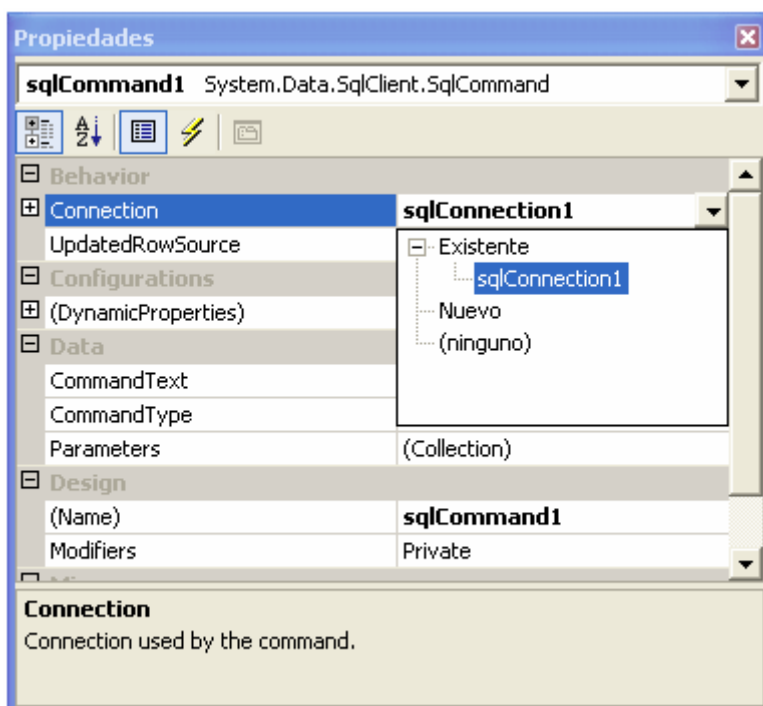 Propiedades
sqlCommand1 System.Data.SqlClient.SqlCommand
Behavior
Connection sqlConnection1
UpdatedRowSource
Existente
sqlConnection1
Configurations
Nuevo
(DynamicProperties)
(ninguno)
Data
CommandText
CommandType
Parameters (Collection)
Design
(Name) sqlCommand1
Modifiers Private
Connection
Connection used by the command.